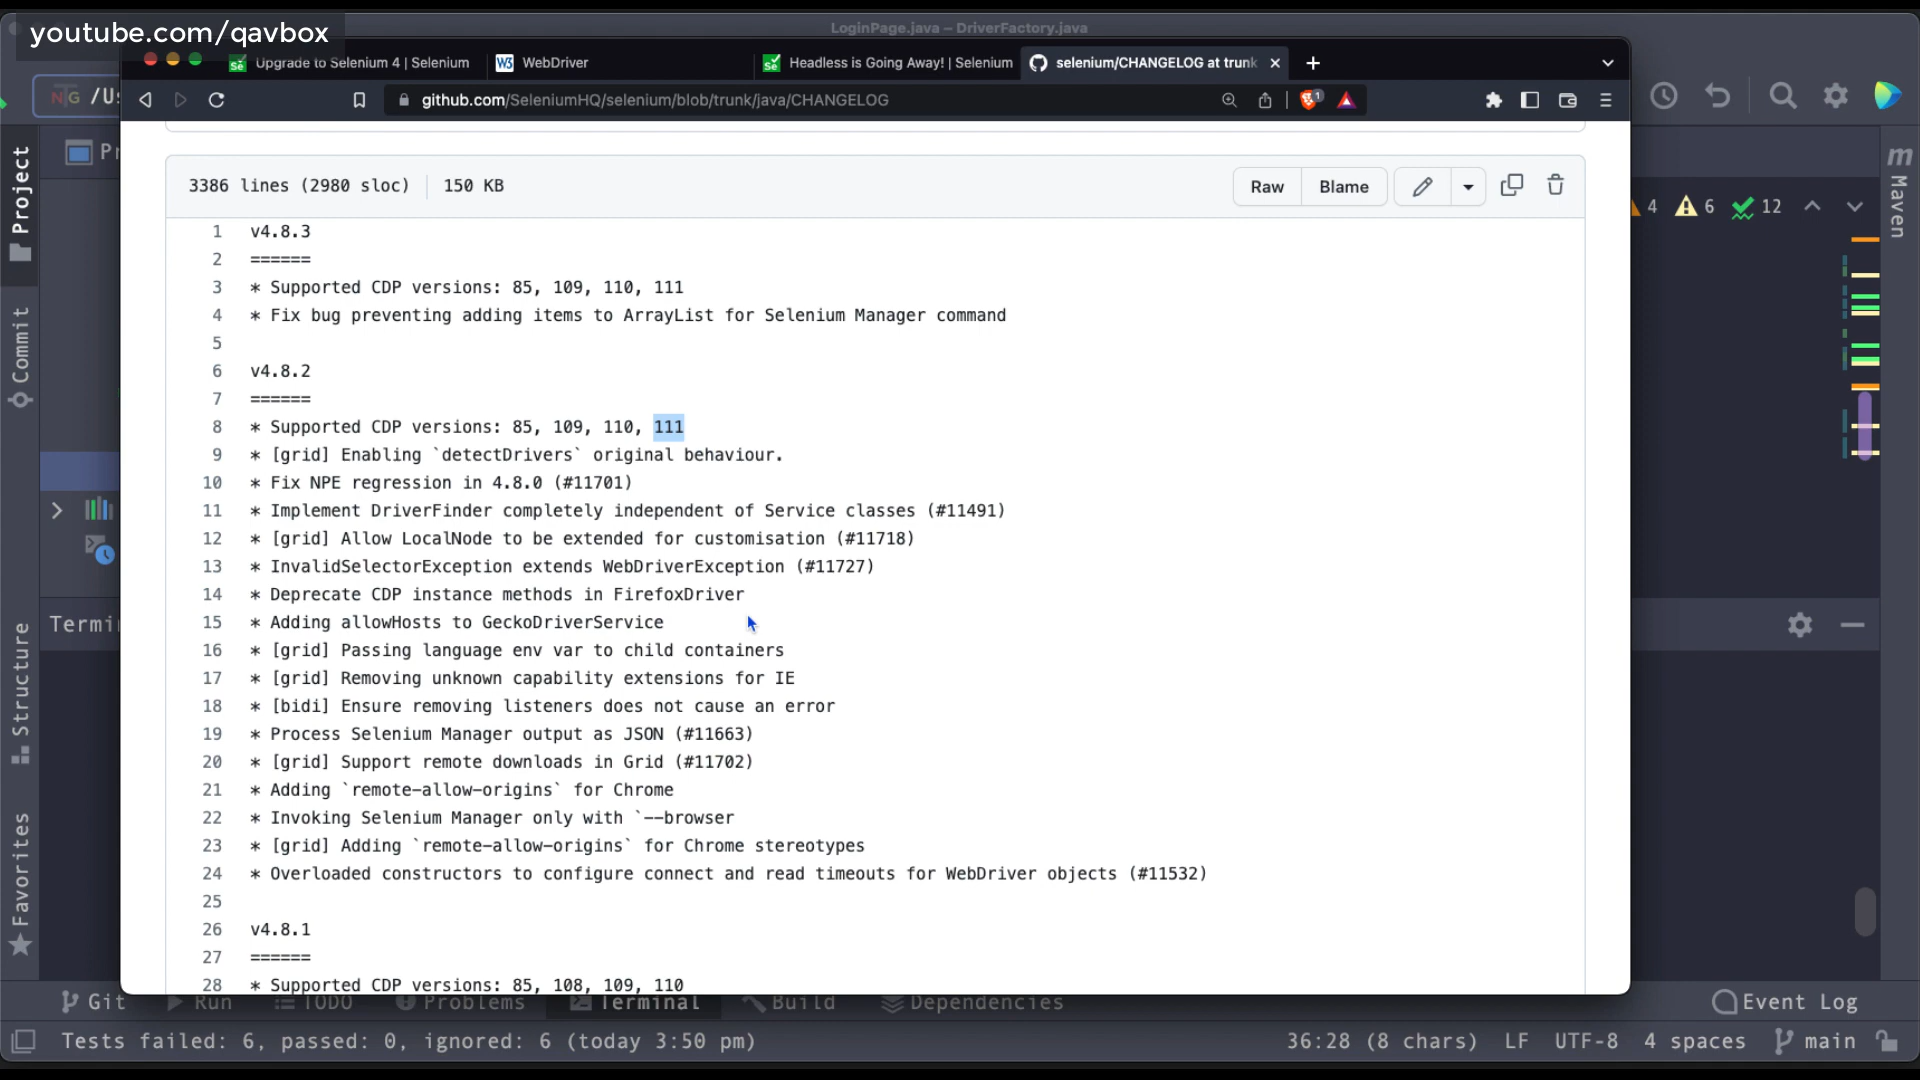 LoginPage.java – DriverFactory.java
youtube.com/qavbox
Upgrade to Selenium 4 | Selenium
W3 WebDriver
Headless is Going Away! | Selenium
selenium/CHANGELOG at trunk
github.com/SeleniumHQ/selenium/blob/trunk/java/CHANGELOG
1
Project
Commit
Structure
Favorites
Maven
4 6 12
3386 lines (2980 sloc) 150 KB
Raw Blame
1 v4.8.3
2 ======
3 * Supported CDP versions: 85, 109, 110, 111
4 * Fix bug preventing adding items to ArrayList for Selenium Manager command
5
6 v4.8.2
7 ======
8 * Supported CDP versions: 85, 109, 110, 111
9 * [grid] Enabling `detectDrivers` original behaviour.
10 * Fix NPE regression in 4.8.0 (#11701)
11 * Implement DriverFinder completely independent of Service classes (#11491)
12 * [grid] Allow LocalNode to be extended for customisation (#11718)
13 * InvalidSelectorException extends WebDriverException (#11727)
14 * Deprecate CDP instance methods in FirefoxDriver
15 * Adding allowHosts to GeckoDriverService
16 * [grid] Passing language env var to child containers
17 * [grid] Removing unknown capability extensions for IE
18 * [bidi] Ensure removing listeners does not cause an error
19 * Process Selenium Manager output as JSON (#11663)
20 * [grid] Support remote downloads in Grid (#11702)
21 * Adding `remote-allow-origins` for Chrome
22 * Invoking Selenium Manager only with `--browser
23 * [grid] Adding `remote-allow-origins` for Chrome stereotypes
24 * Overloaded constructors to configure connect and read timeouts for WebDriver objects (#11532)
25
26 v4.8.1
27 ======
28 * Supported CDP versions: 85, 108, 109, 110
Git Run TODO Problems Terminal Build Dependencies Event Log
Tests failed: 6, passed: 0, ignored: 6 (today 3:50 pm) 36:28 (8 chars) LF UTF-8 4 spaces main